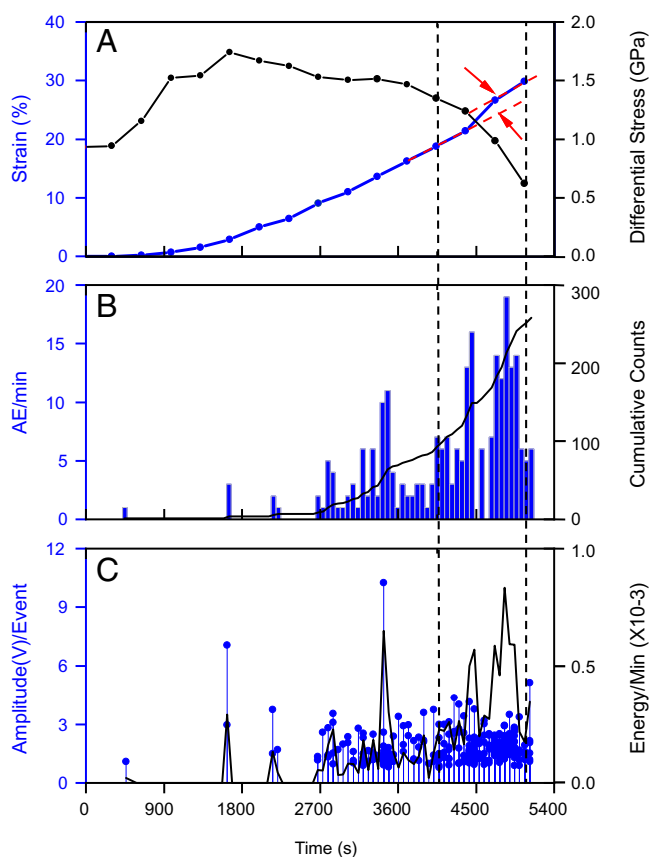 A
40
30
20
10
0
Strain (%)
2.0
1.5
1.0
0.5
0.0
Differential Stress (GPa)
B
20
15
10
5
0
AE/min
300
200
100
0
Cumulative Counts
C
12
9
6
3
0
Amplitude(V)/Event
1.0
0.5
0.0
Energy/Min (X10-3)
0 900 1800 2700 3600 4500 5400
Time (s)